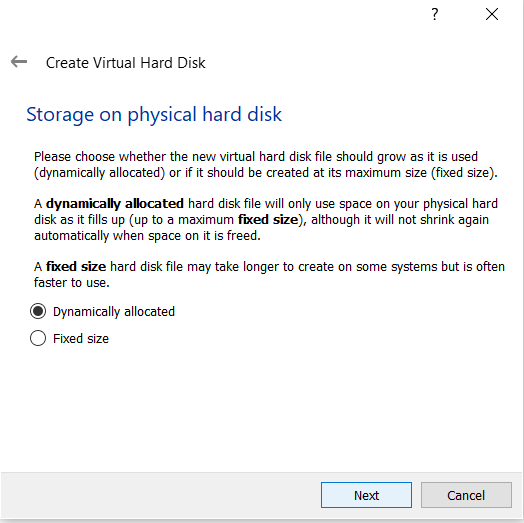 ?
Create Virtual Hard Disk
Storage on physical hard disk
Please choose whether the new virtual hard disk file should grow as it is used
(dynamically allocated) or if it should be created at its maximum size (fixed size).
A dynamically allocated hard disk file will only use space on your physical hard
disk as it fills up (up to a maximum fixed size), although it will not shrink again
automatically when space on it is freed.
A fixed size hard disk file may take longer to create on some systems but is often
faster to use.
Dynamically allocated
Fixed size
Next
Cancel